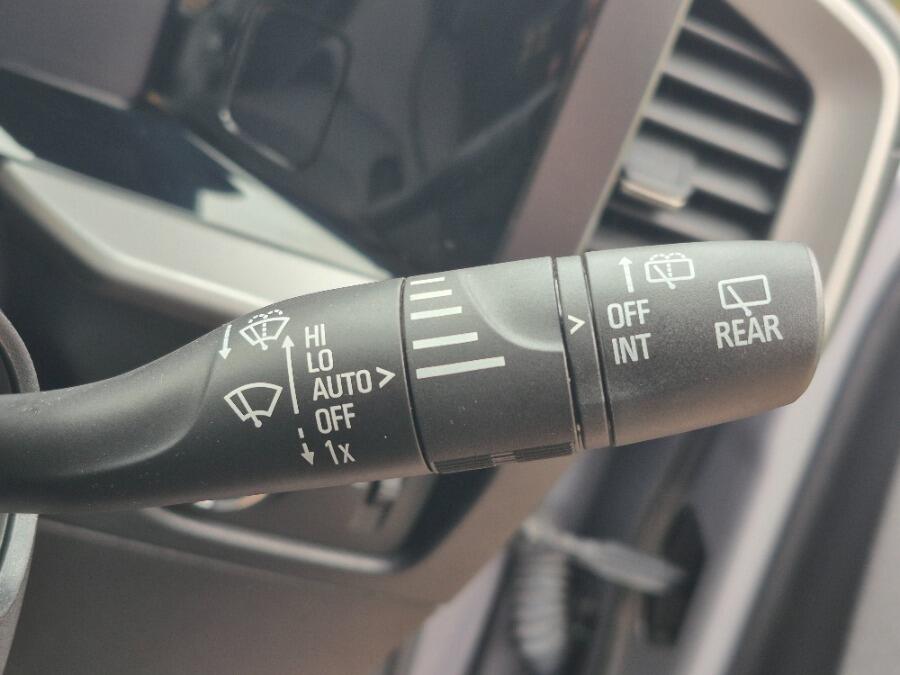 HI
LO
AUTO >
OFF
1x
>
OFF
INT
REAR